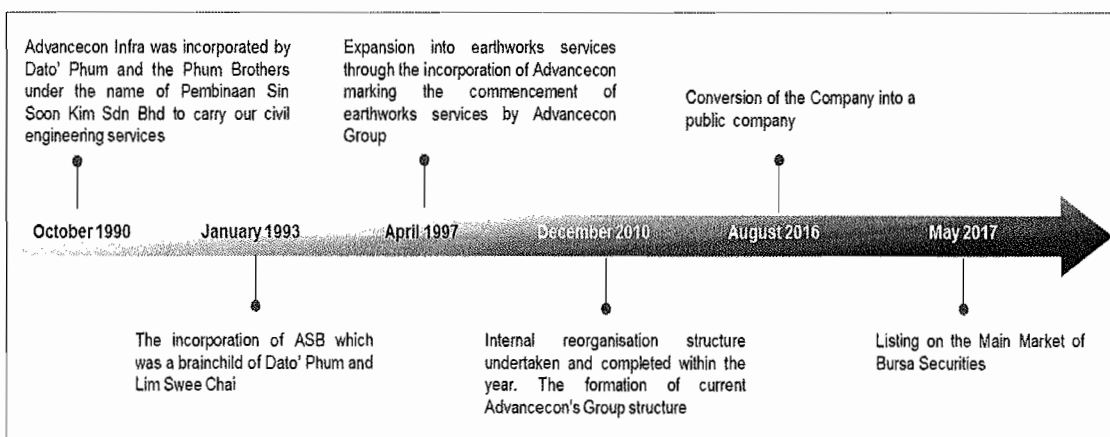 Advancecon Infra was incorporated by
Dato' Phum and the Phum Brothers
under the name of Pembinaan Sin
Soon Kim Sdn Bhd to carry our civil
engineering services
Expansion into earthworks services
through the incorporation of Advancecon
marking the commencement of
earthworks services by Advancecon
Group
Conversion of the Company into a
public company
October 1990
January 1993
April 1997
December 2010
August 2016
May 2017
The incorporation of ASB which
was a brainchild of Dato' Phum and
Lim Swee Chai
Internal reorganisation structure
undertaken and completed within the
year. The formation of current
Advancecon's Group structure
Listing on the Main Market of
Bursa Securities